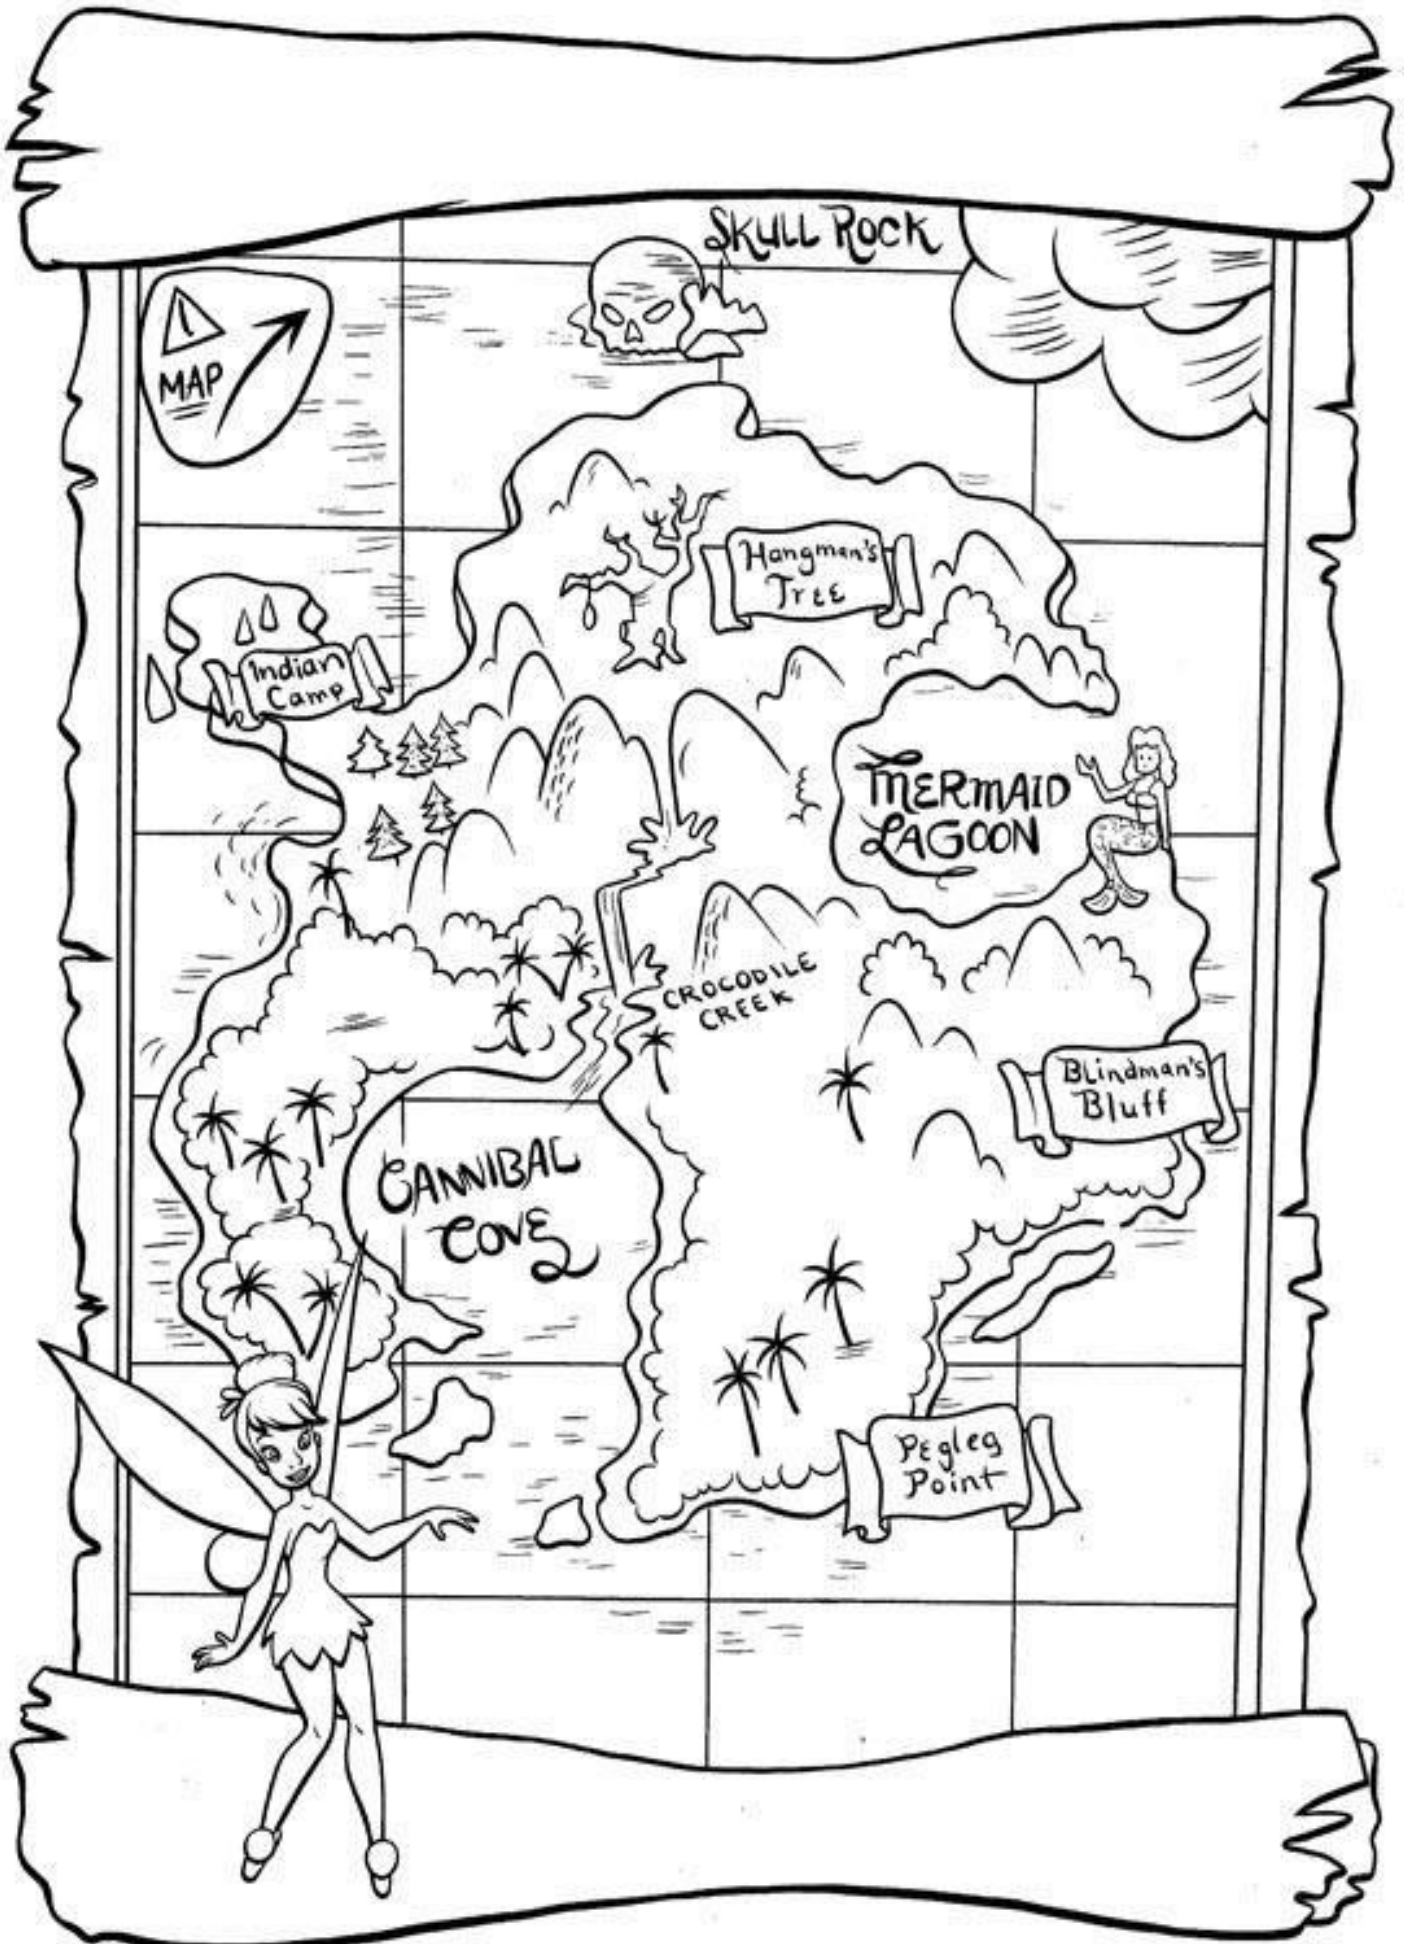 SKULL ROCK
MAP
Hangman's
Tree
Indian
Camp
MERMAID
LAGOON
CROCODILE
CREEK
Blindman's
Bluff
CANNIBAL
COVE
Pegleg
Point